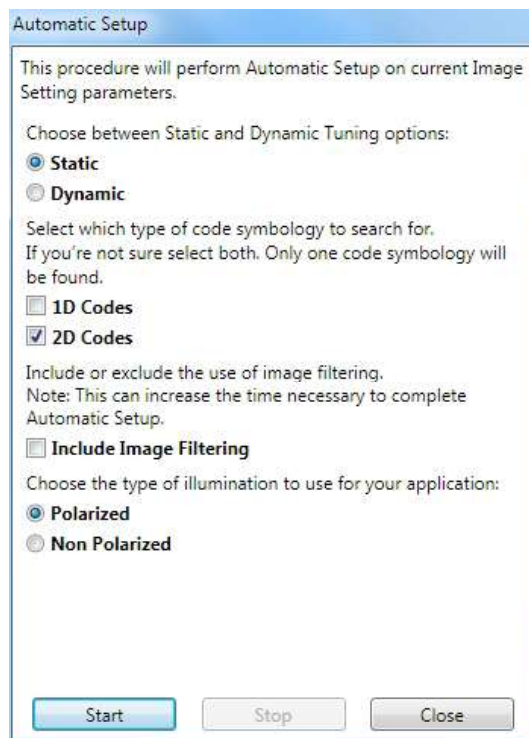 Automatic Setup
This procedure will perform Automatic Setup on current Image
Setting parameters.
Choose between Static and Dynamic Tuning options:
Static
Dynamic
Select which type of code symbology to search for.
If you're not sure select both. Only one code symbology will
be found.
1D Codes
2D Codes
Include or exclude the use of image filtering.
Note: This can increase the time necessary to complete
Automatic Setup.
Include Image Filtering
Choose the type of illumination to use for your application:
Polarized
Non Polarized
Start Stop Close